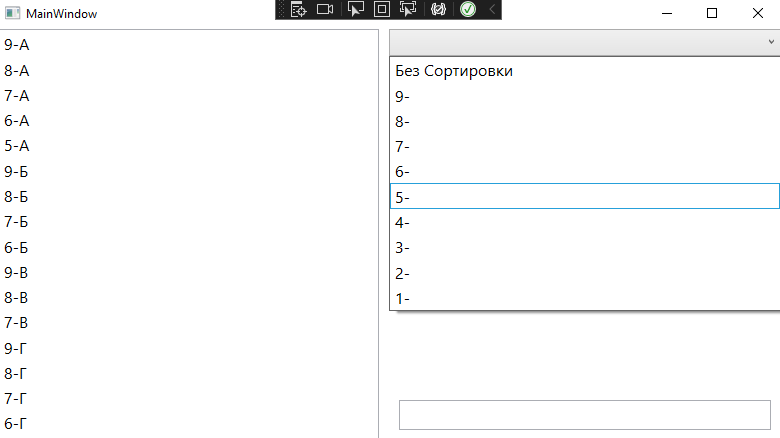 MainWindow
9-А
8-А
7-А
6-А
5-А
9-Б
8-Б
7-Б
6-Б
9-В
8-В
7-В
9-Г
8-Г
7-Г
6-Г
Без Сортировки
9-
8-
7-
6-
5-
4-
3-
2-
1-